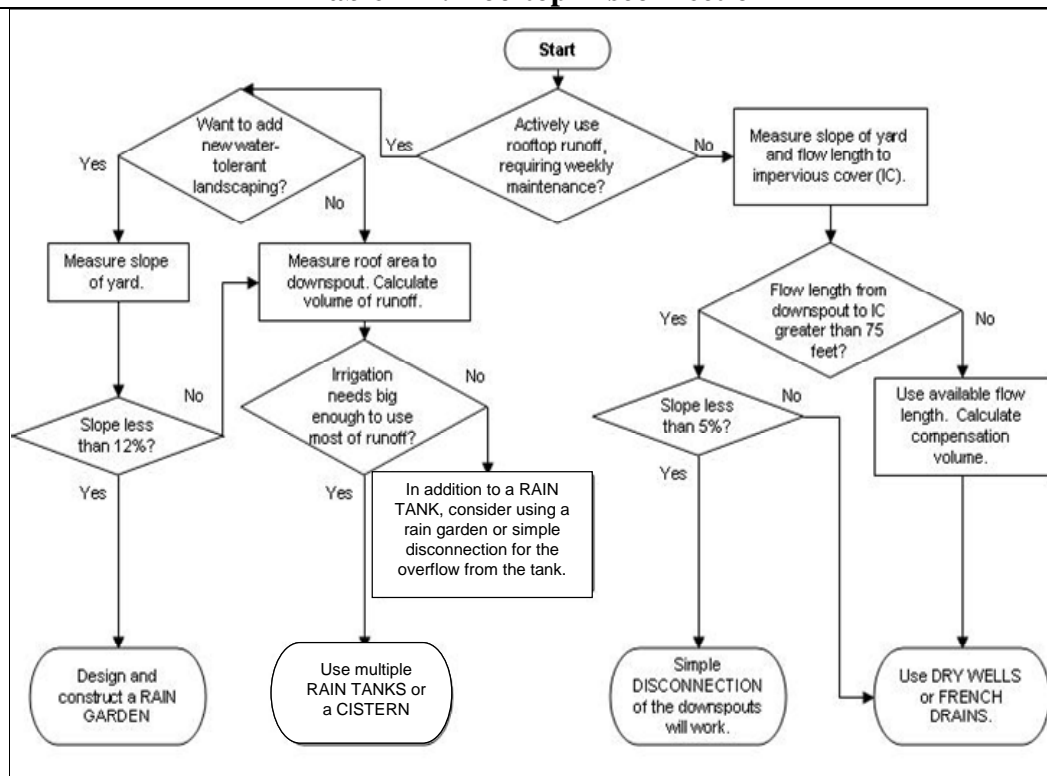 Start
Want to add
new water-
tolerant
landscaping?
Yes
No
Actively use
rooftop runoff,
requiring weekly
maintenance?
Yes
No
Measure slope of yard
and flow length to
impervious cover (IC).
Measure slope
of yard.
Measure roof area to
downspout. Calculate
volume of runoff.
Flow length from
downspout to IC
greater than 75
feet?
Yes
No
Slope less
than 12%?
No
Yes
Irrigation
needs big
enough to use
most of runoff?
No
Yes
Slope less
than 5%?
No
Yes
Use available flow
length. Calculate
compensation
volume.
In addition to a RAIN
TANK, consider using a
rain garden or simple
disconnection for the
overflow from the tank.
Design and
construct a RAIN
GARDEN
Use multiple
RAIN TANKS or
a CISTERN
Simple
DISCONNECTION
of the downspouts
will work.
Use DRY WELLS
or FRENCH
DRAINS.